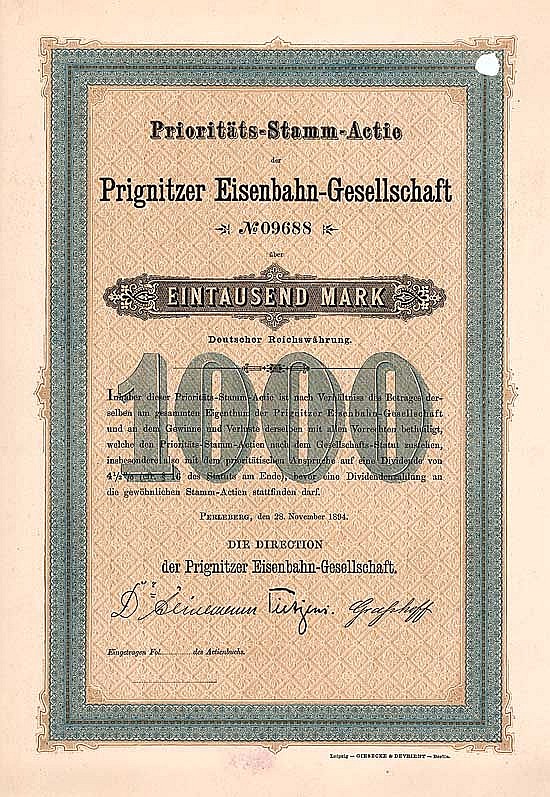 Prioritäts-Stamm-Actie
der
Prignitzer Eisenbahn-Gesellschaft
№ 09688
über
EINTAUSEND MARK
Deutscher Reichswährung.
1000
Inhaber dieser Prioritäts-Stamm-Actie ist nach Verhältniss des Betrages der-
selben am gesammten Eigenthum der Prignitzer Eisenbahn-Gesellschaft
und an dem Gewinne und Verluste derselben mit allen Vorrechten betheiligt,
welche den Prioritäts-Stamm-Actien nach dem Gesellschafts-Statut zustehen,
insbesondere also mit dem prioritätischen Anspruche auf eine Dividende von
4½% des Statuts am Ende), bevor eine Dividendenzahlung an
die gewöhnlichen Stamm-Actien stattfinden darf.
Perleberg, den 28. November 1894.
DIE DIRECTION
der Prignitzer Eisenbahn-Gesellschaft.
Eingetragen Fol. des Actienbuchs.
Leipzig — GIESECKE & DEVRIENT — Berlin.